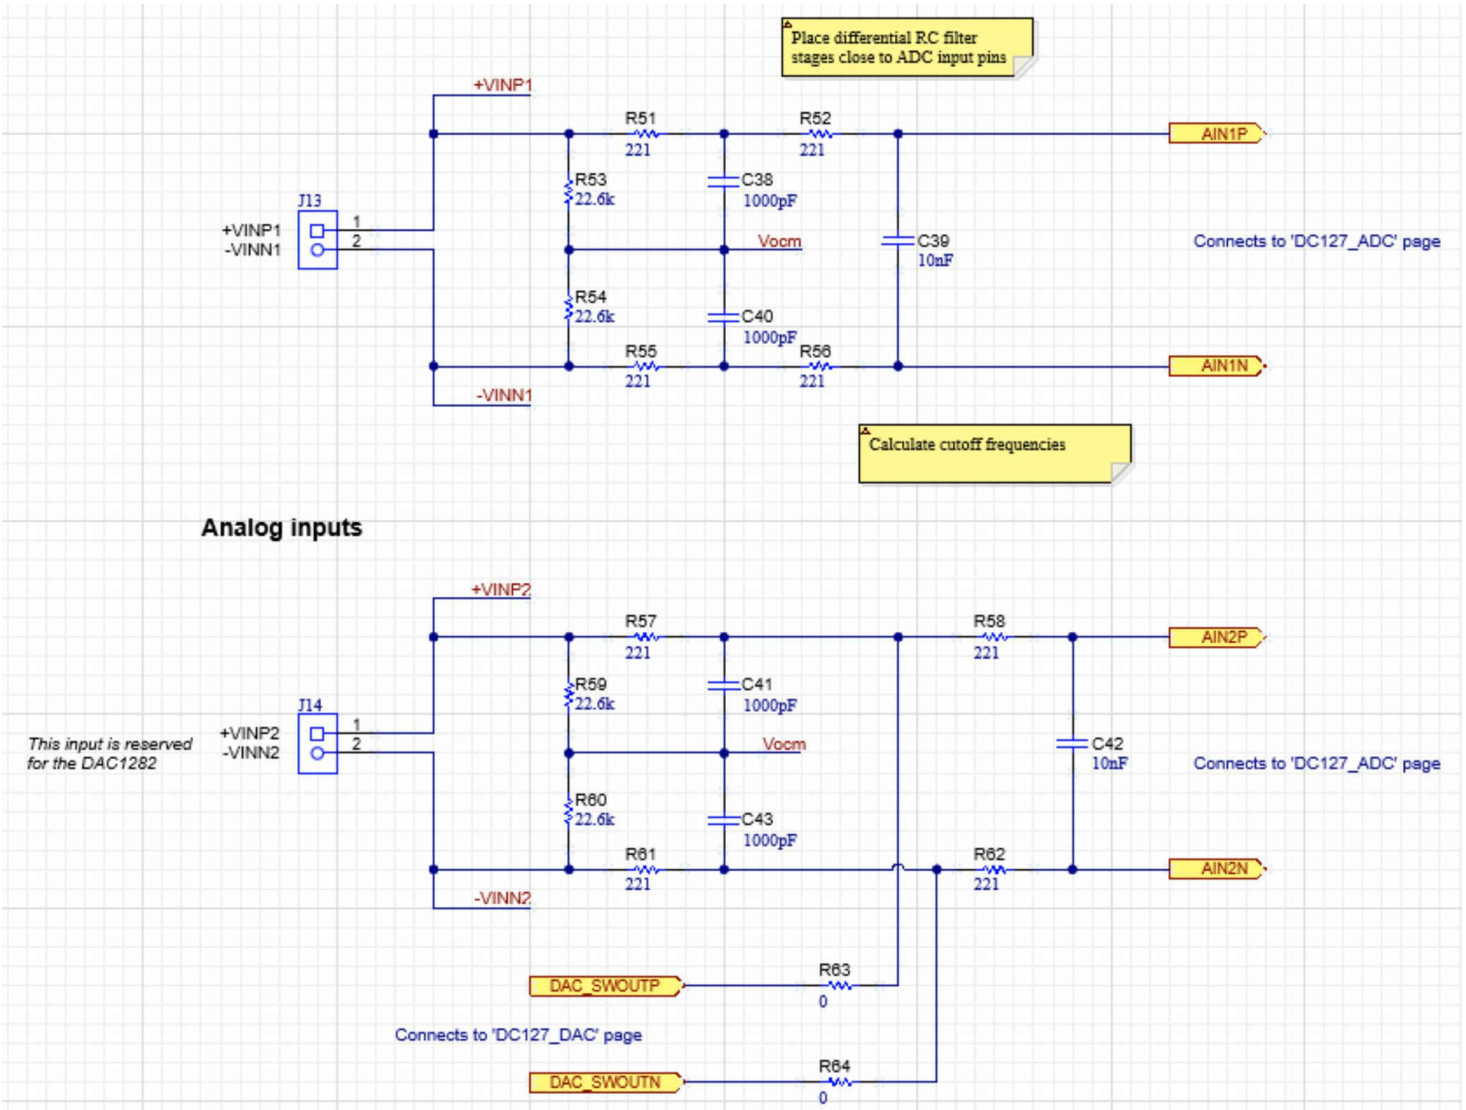 Place differential RC filter
stages close to ADC input pins
+VINP1
R51
221
R52
221
AIN1P
R53
22.6k
C38
1000pF
J13
+VINP1
-VINN1
1
2
Vocm
C39
10nF
Connects to 'DC127_ADC' page
R54
22.6k
C40
1000pF
R55
221
R56
221
AIN1N
-VINN1
Calculate cutoff frequencies
Analog inputs
+VINP2
R57
221
R58
221
AIN2P
R59
22.6k
C41
1000pF
J14
+VINP2
-VINN2
1
2
This input is reserved
for the DAC1282
Vocm
C42
10nF
Connects to 'DC127_ADC' page
R60
22.6k
C43
1000pF
R61
221
R62
221
AIN2N
-VINN2
DAC_SWOUTP
R63
0
Connects to 'DC127_DAC' page
DAC_SWOUTN
R64
0